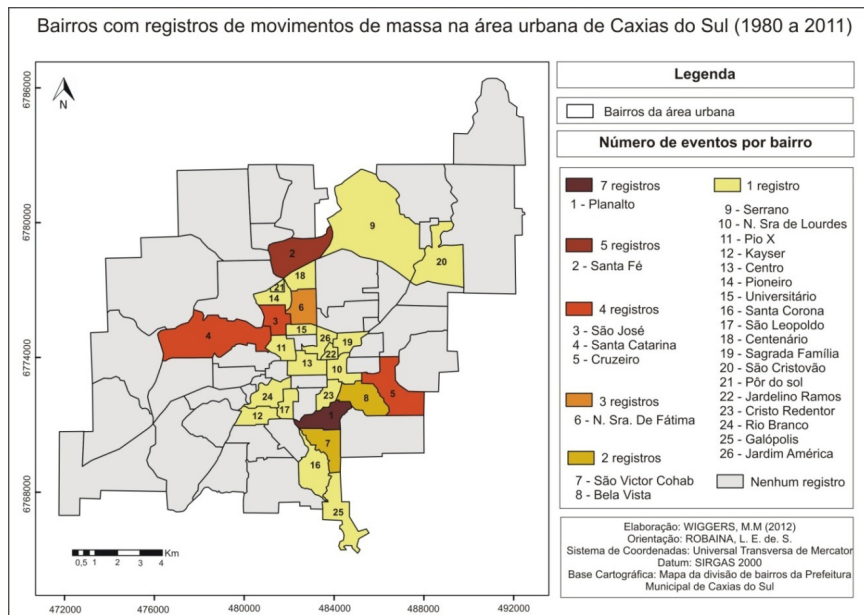 Bairros com registros de movimentos de massa na área urbana de Caxias do Sul (1980 a 2011)
6786000
6780000
6774000
6768000
N
9
20
2
18
21
14
6
3
4
15
26
19
22
11
13
10
5
24
23
8
12
17
1
7
16
25
0,5 1 2 3 4 Km
472000 476000 480000 484000 488000 492000
Legenda
Bairros da área urbana
Número de eventos por bairro
7 registros
1 - Planalto
5 registros
2 - Santa Fé
4 registros
3 - São José
4 - Santa Catarina
5 - Cruzeiro
3 registros
6 - N. Sra. De Fátima
2 registros
7 - São Victor Cohab
8 - Bela Vista
1 registro
9 - Serrano
10 - N. Sra de Lourdes
11 - Pio X
12 - Kayser
13 - Centro
14 - Pioneiro
15 - Universitário
16 - Santa Corona
17 - São Leopoldo
18 - Centenário
19 - Sagrada Família
20 - São Cristovão
21 - Pôr do sol
22 - Jardelino Ramos
23 - Cristo Redentor
24 - Rio Branco
25 - Galópolis
26 - Jardim América
Nenhum registro
Elaboração: WIGGERS, M.M (2012)
Orientação: ROBAINA, L. E. de. S.
Sistema de Coordenadas: Universal Transversa de Mercator
Datum: SIRGAS 2000
Base Cartográfica: Mapa da divisão de bairros da Prefeitura
Municipal de Caxias do Sul